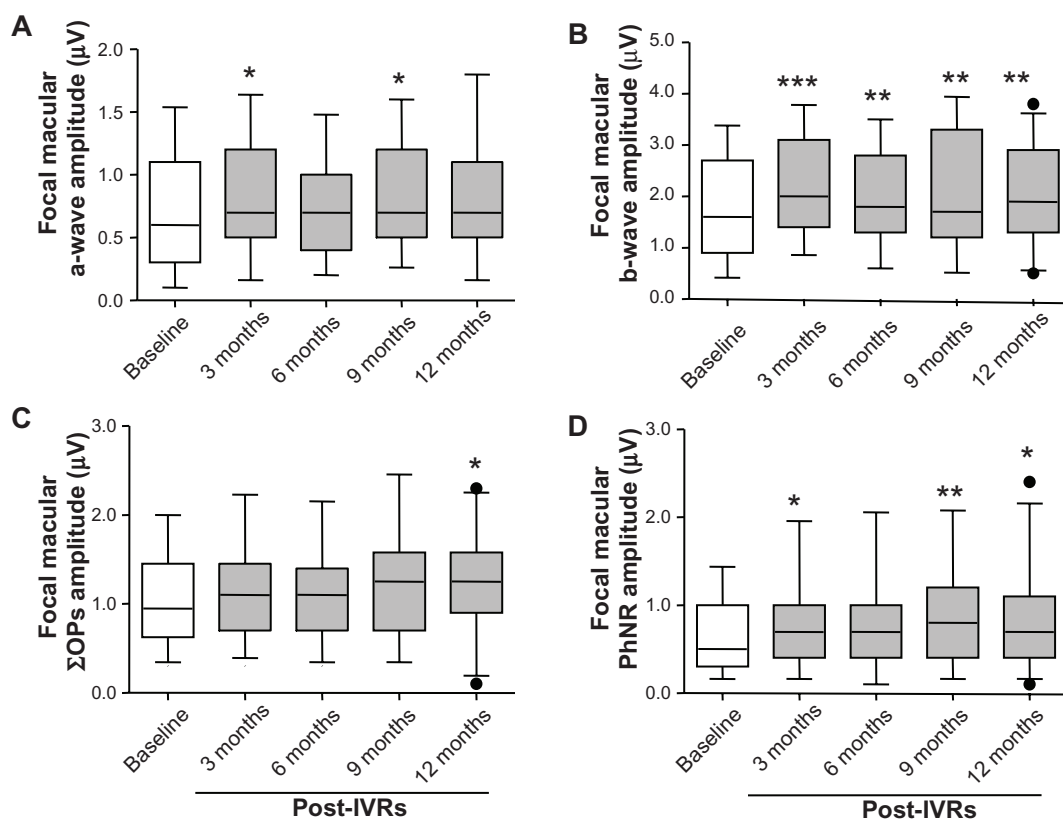 A
Focal macular
a-wave amplitude (μV)
2.0
1.5
1.0
0.5
0.0
*
*
Baseline
3 months
6 months
9 months
12 months
B
Focal macular
b-wave amplitude (μV)
5.0
4.0
3.0
2.0
1.0
0.0
***
**
**
**
Baseline
3 months
6 months
9 months
12 months
C
Focal macular
ΣOPs amplitude (μV)
3.0
2.0
1.0
0.0
*
Baseline
3 months
6 months
9 months
12 months
Post-IVRs
D
Focal macular
PhNR amplitude (μV)
3.0
2.0
1.0
0.0
*
**
*
Baseline
3 months
6 months
9 months
12 months
Post-IVRs